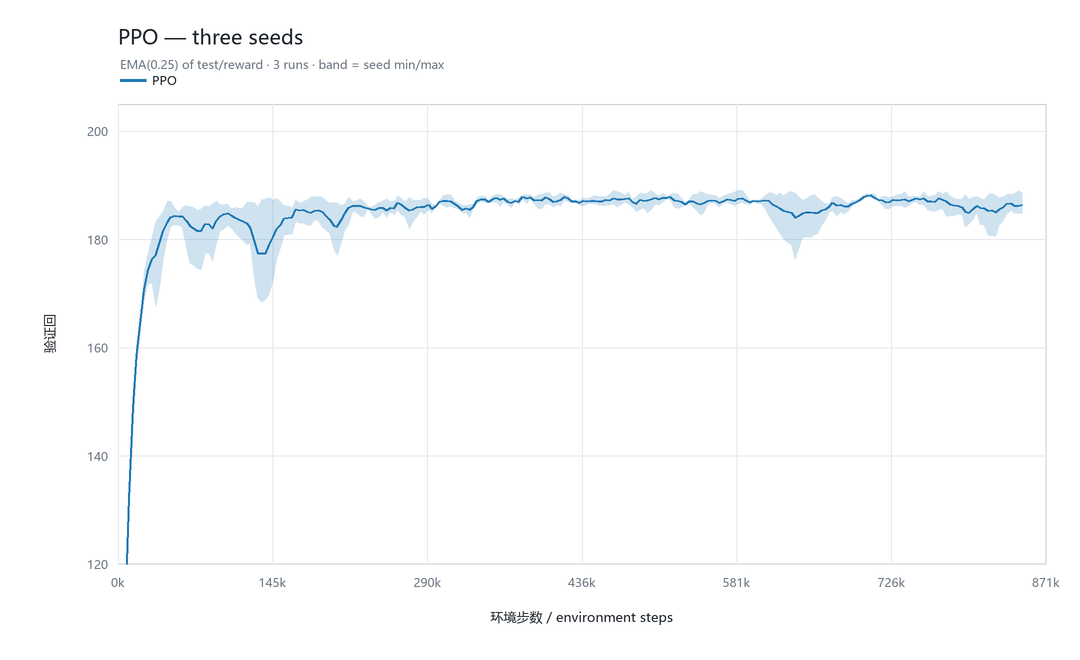 PPO — three seeds
EMA(0.25) of test/reward · 3 runs · band = seed min/max
PPO
200
180
160
140
120
0k
145k
290k
436k
581k
726k
871k
验证回
环境步数 / environment steps